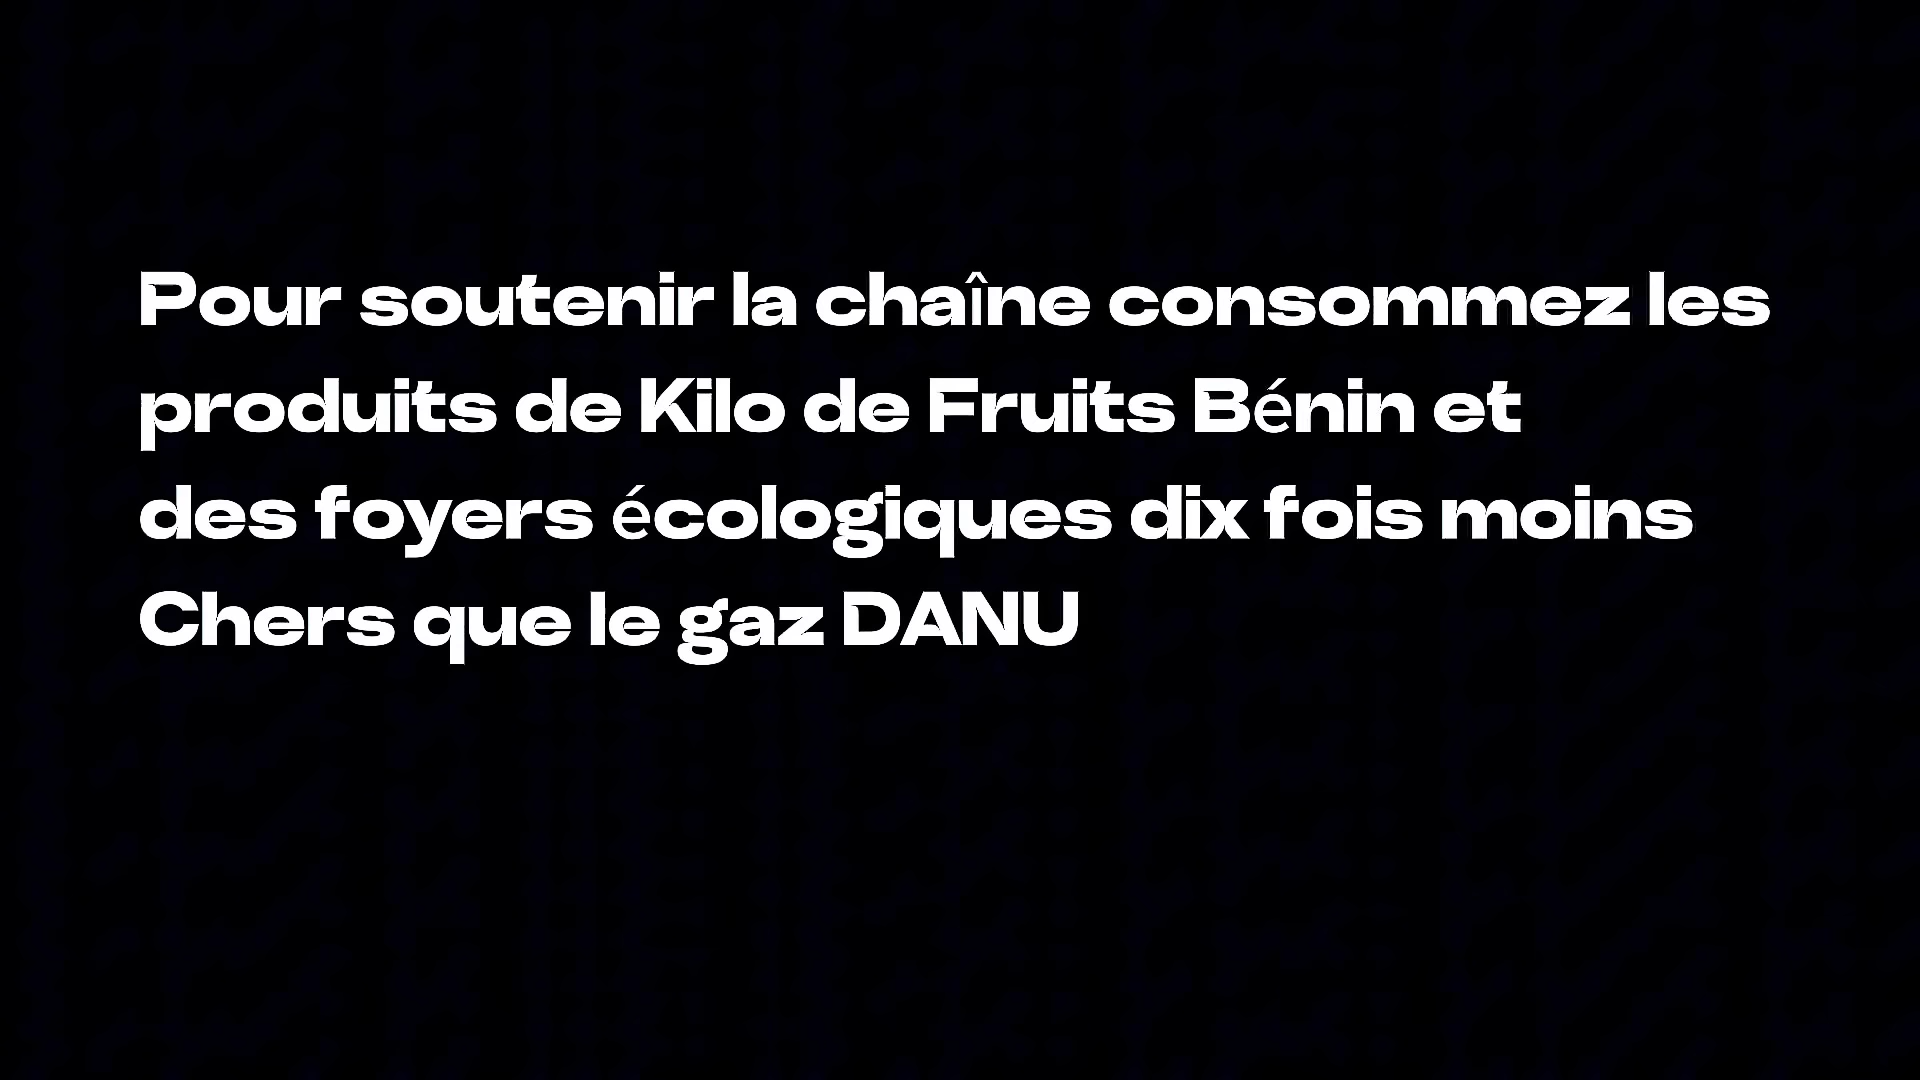 Pour soutenir la chaîne consommez les
produits de Kilo de Fruits Bénin et
des foyers écologiques dix fois moins
Chers que le gaz DANU